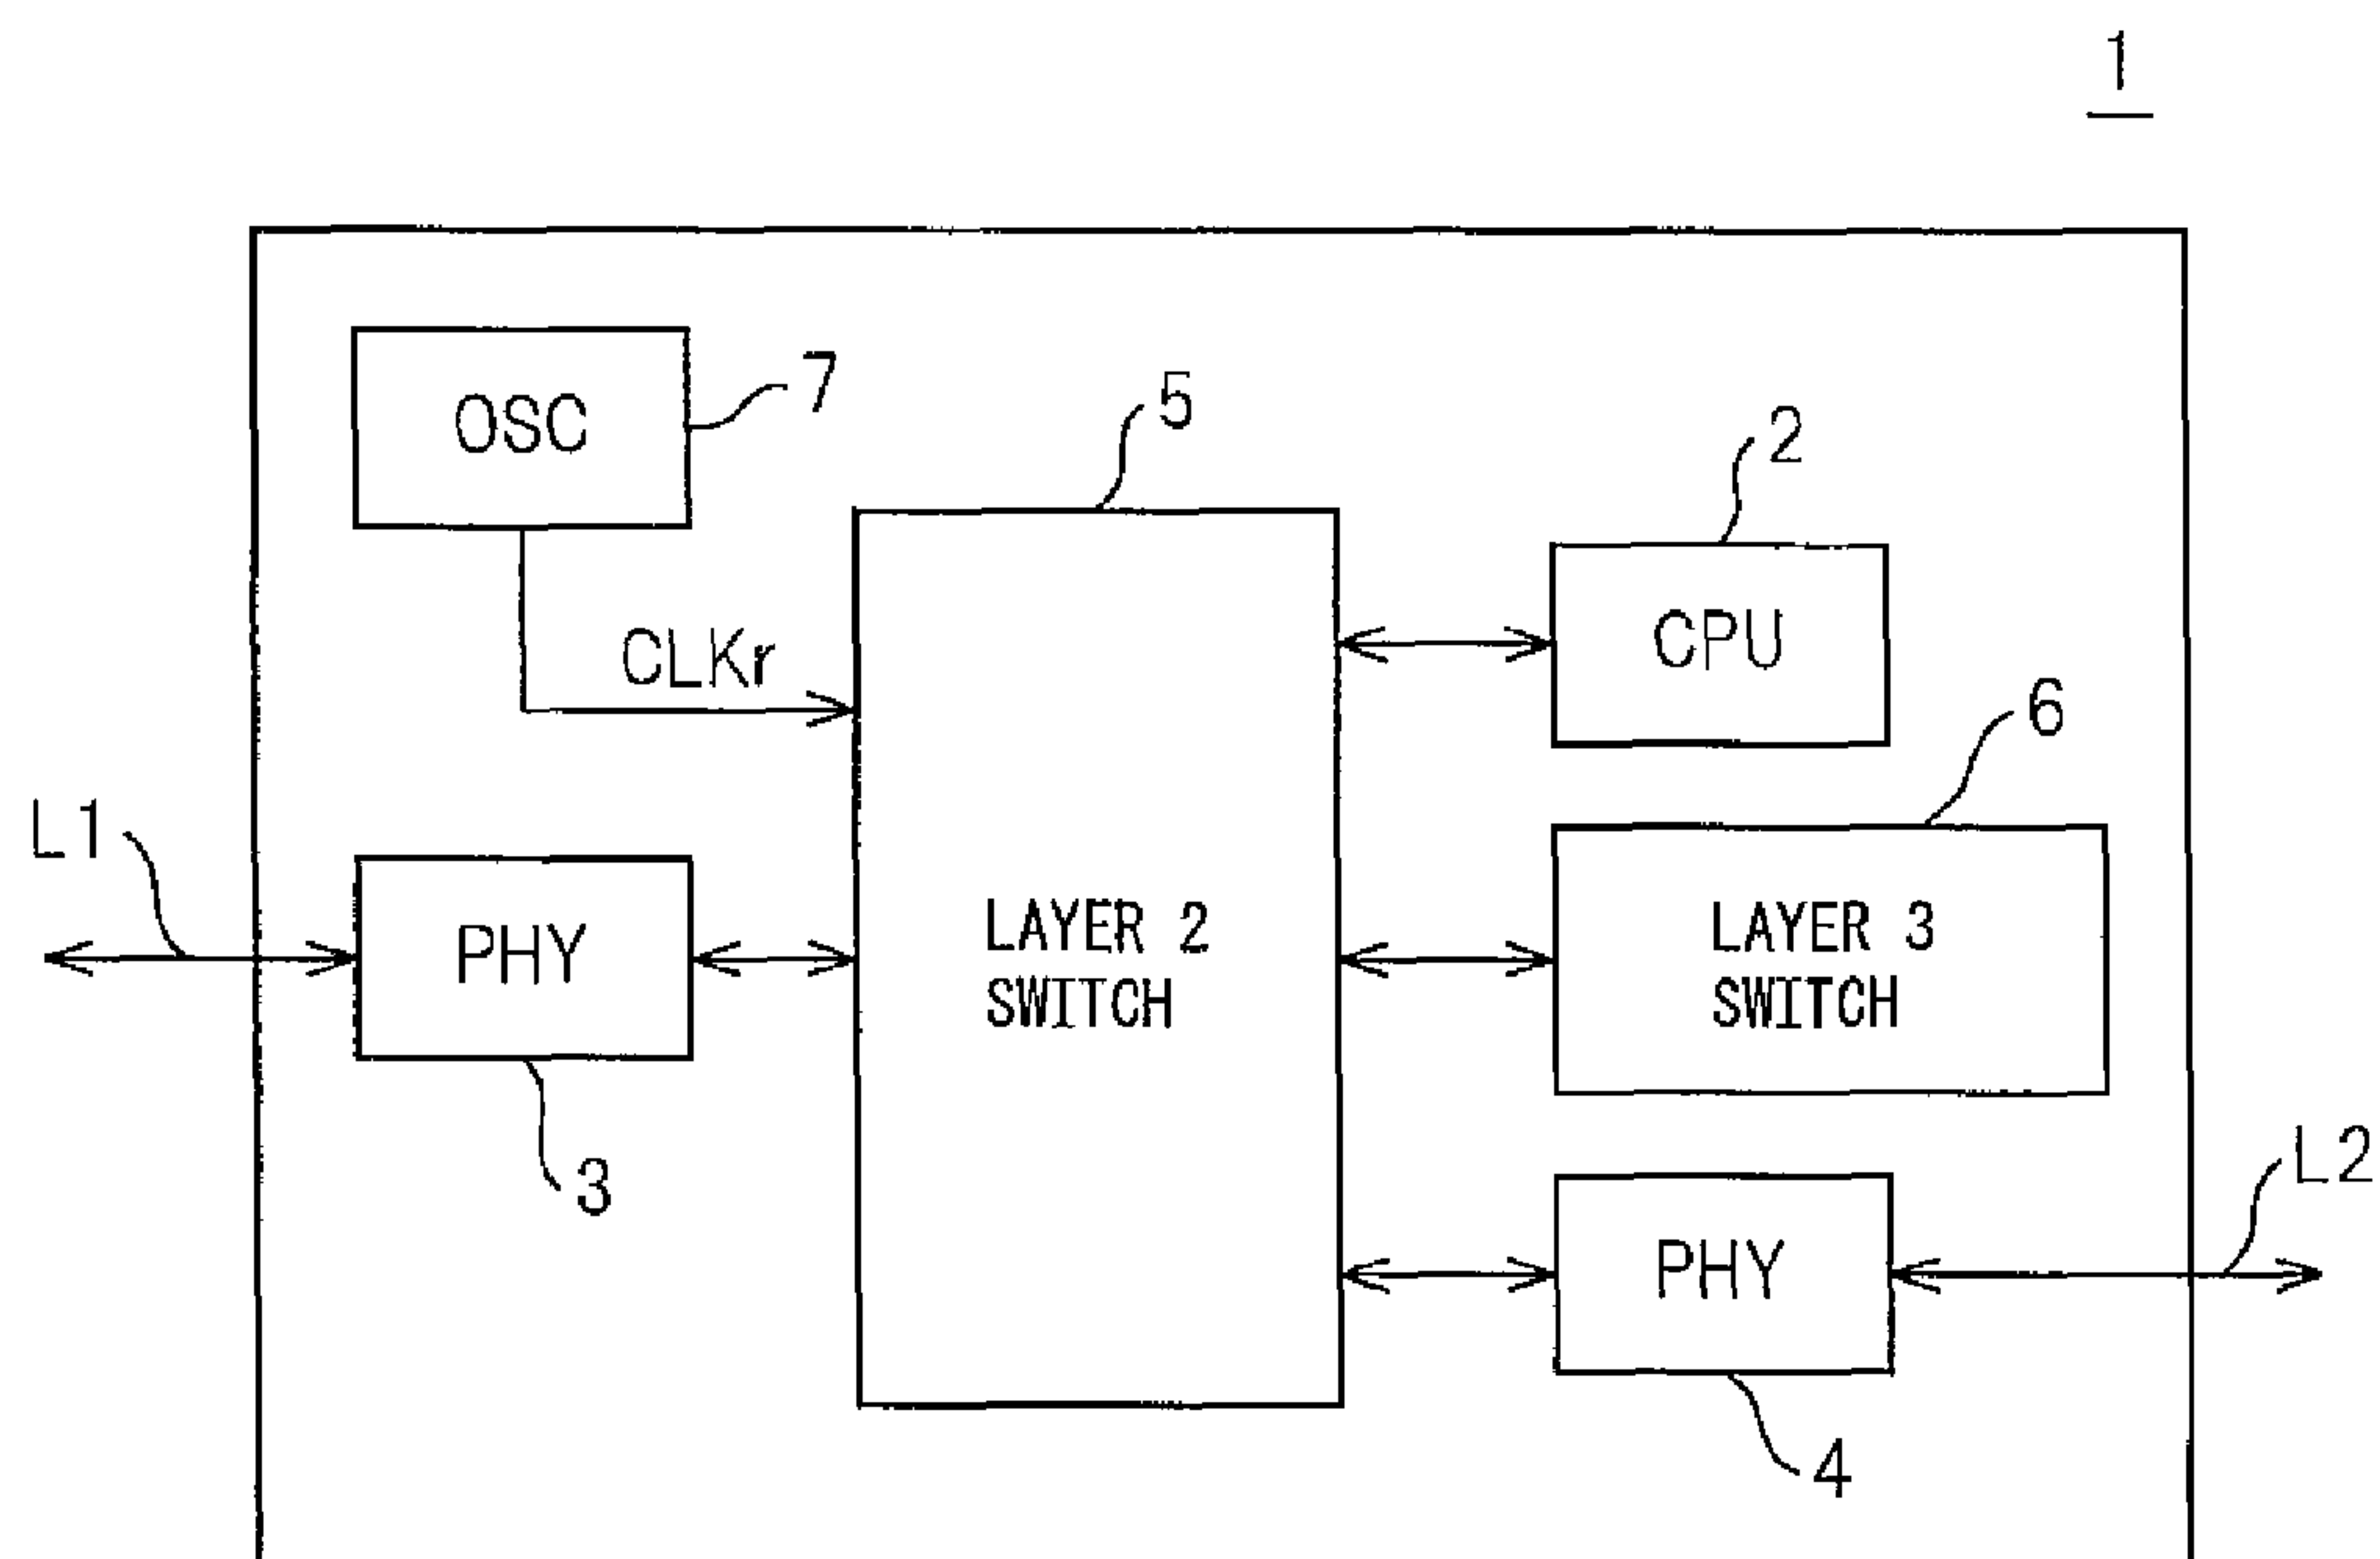 1
OSC
7
5
2
CLKr
CPU
6
L1
PHY
LAYER 2
SWITCH
LAYER 3
SWITCH
3
L2
PHY
4